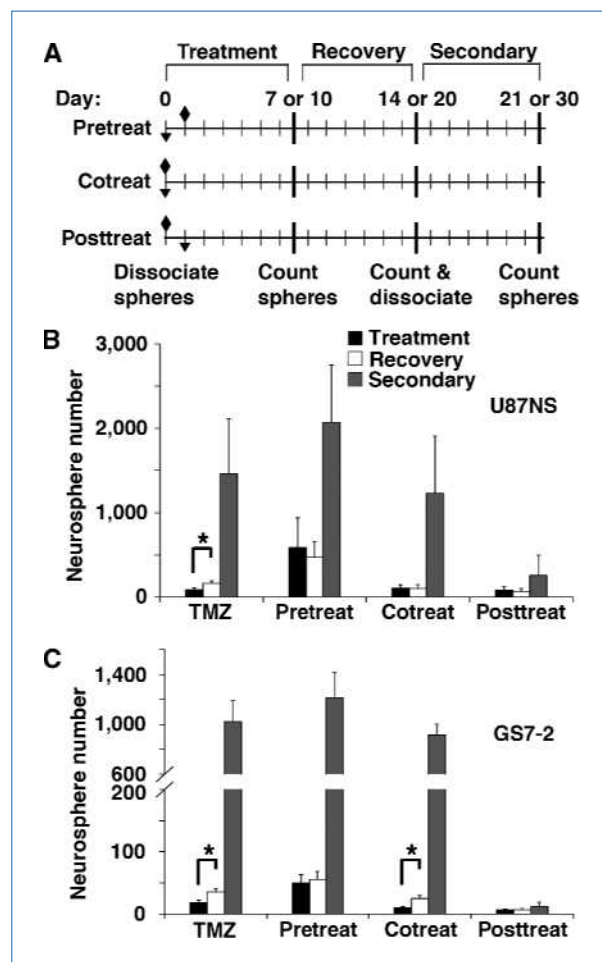 A
Treatment Recovery Secondary
Day: 0 7 or 10 14 or 20 21 or 30
Pretreat
Cotreat
Posttreat
Dissociate spheres Count spheres Count & dissociate Count spheres
B
Treatment
Recovery
Secondary
U87NS
Neurosphere number
3,000
2,000
1,000
0
*
TMZ Pretreat Cotreat Posttreat
C
GS7-2
Neurosphere number
1,400
1,000
600
200
100
0
* *
TMZ Pretreat Cotreat Posttreat